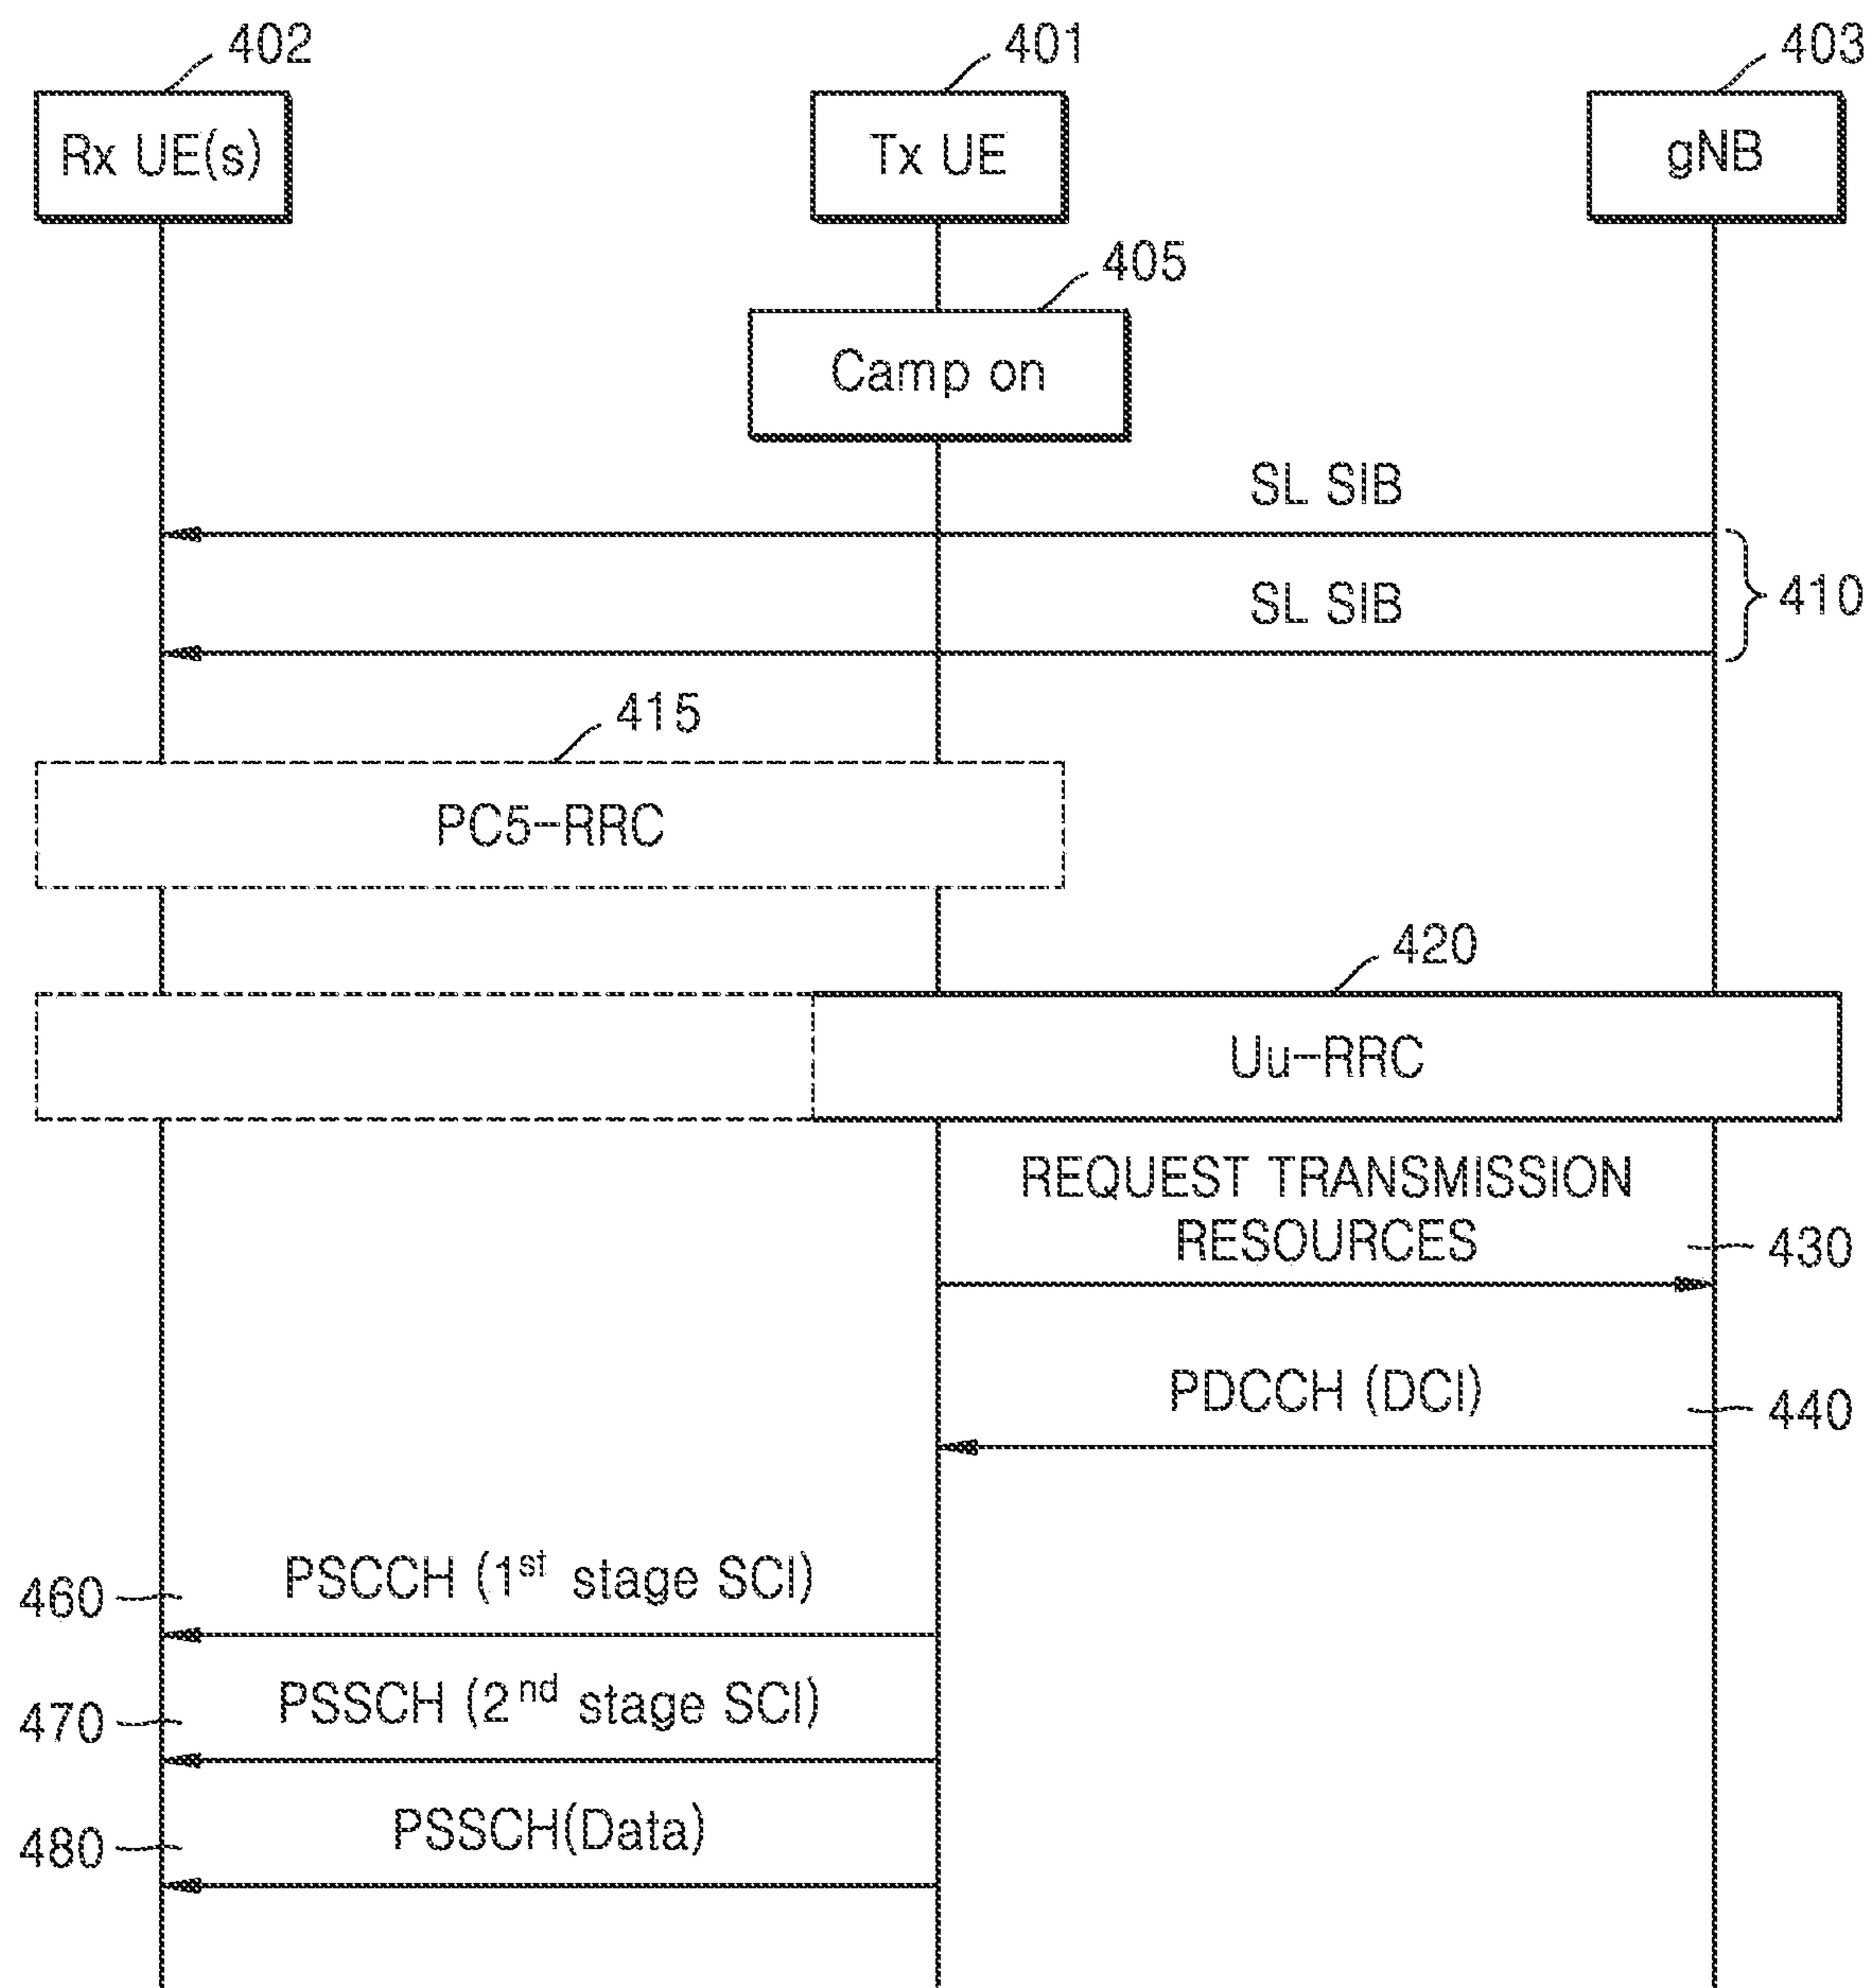 402
401
403
Rx UE(s)
Tx UE
gNB
405
Camp on
SL SIB
SL SIB
410
415
PC5-RRC
420
Uu-RRC
REQUEST TRANSMISSION
RESOURCES
430
PDCCH (DCI)
440
PSCCH (1st stage SCI)
460
PSSCH (2nd stage SCI)
470
PSSCH(Data)
480